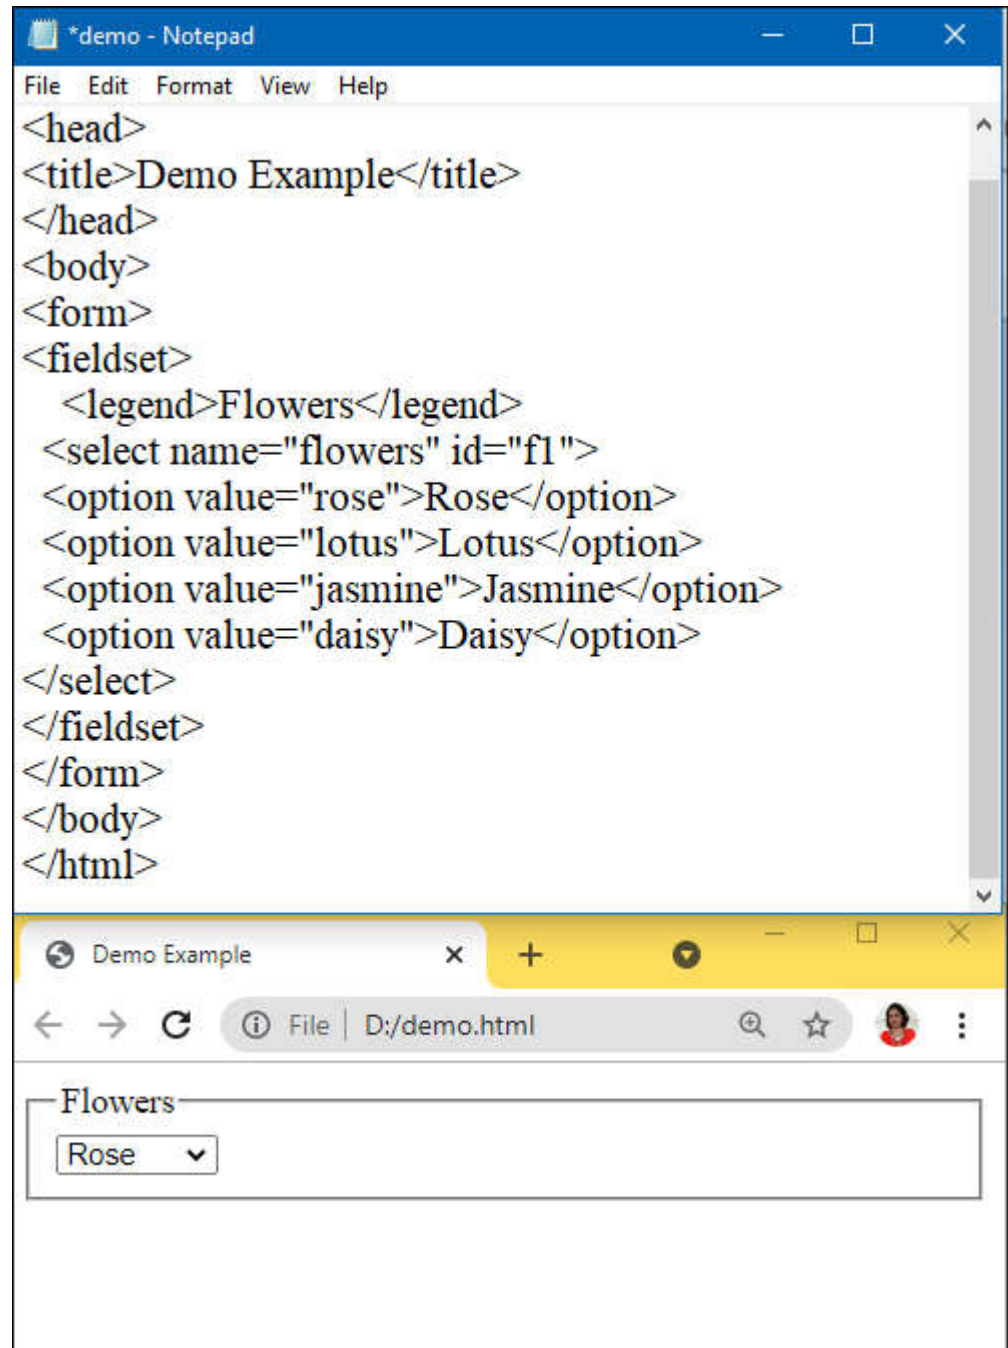 *demo - Notepad
File Edit Format View Help
<head>
<title>Demo Example</title>
</head>
<body>
<form>
<fieldset>
    <legend>Flowers</legend>
  <select name="flowers" id="f1">
  <option value="rose">Rose</option>
  <option value="lotus">Lotus</option>
  <option value="jasmine">Jasmine</option>
  <option value="daisy">Daisy</option>
</select>
</fieldset>
</form>
</body>
</html>
Demo Example
File D:/demo.html
Flowers
Rose